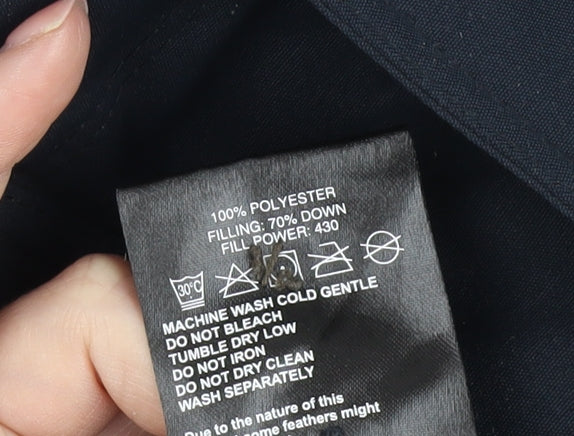 100% POLYESTER
FILLING: 70% DOWN
FILL POWER: 430
30°C
MACHINE WASH COLD GENTLE
DO NOT BLEACH
TUMBLE DRY LOW
DO NOT IRON
DO NOT DRY CLEAN
WASH SEPARATELY
Due to the nature of this
some feathers might